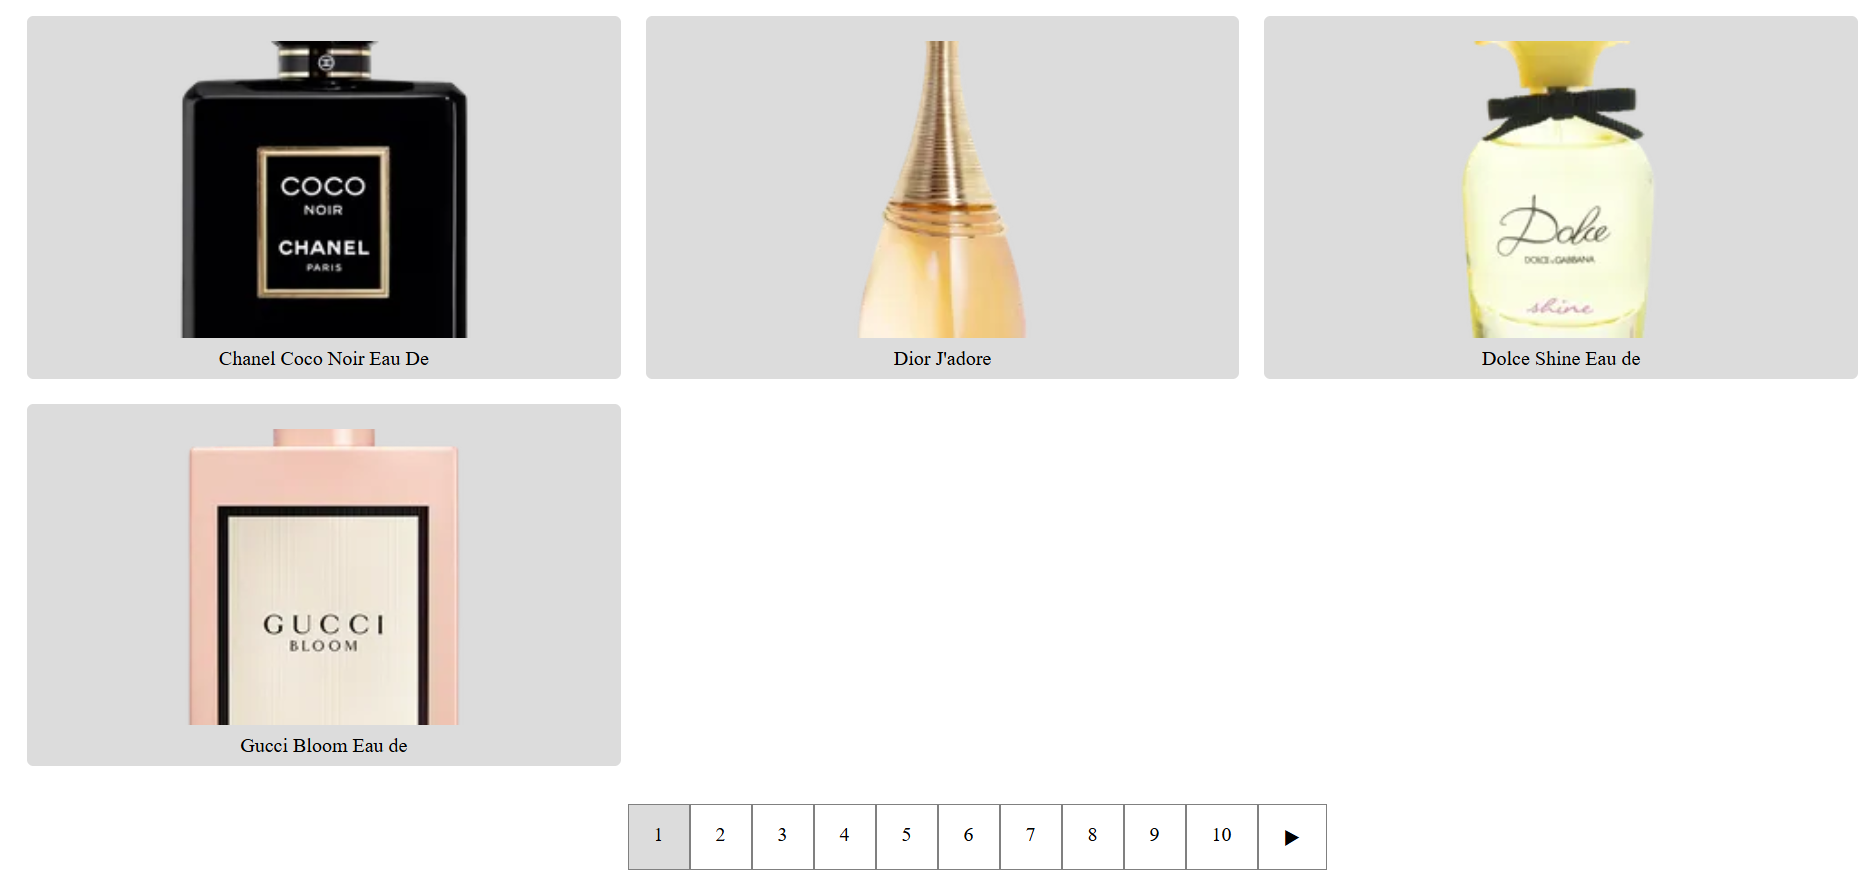 COCO
NOIR
CHANEL
PARIS
Chanel Coco Noir Eau De
Dior J'adore
Dolce
DOLCE & GABBANA
shine
Dolce Shine Eau de
GUCCI
BLOOM
Gucci Bloom Eau de
1 2 3 4 5 6 7 8 9 10 ▶